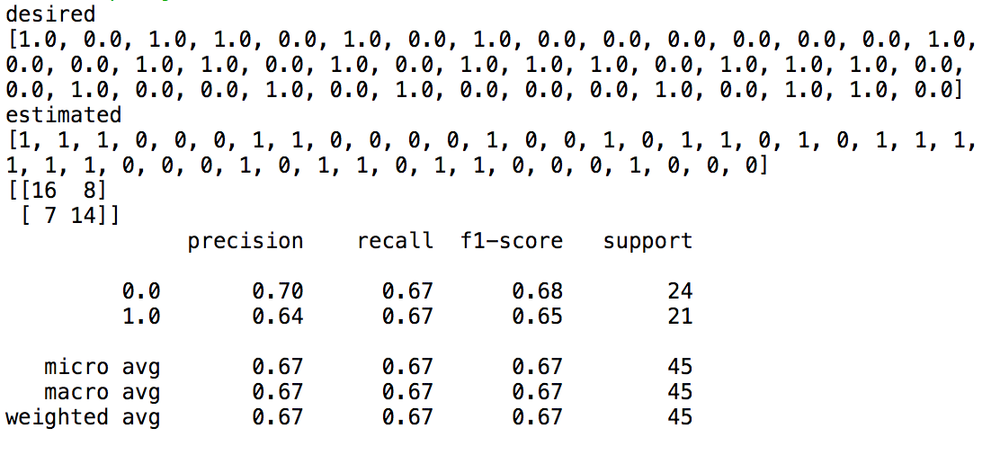 desired
[1.0, 0.0, 1.0, 1.0, 0.0, 1.0, 0.0, 1.0, 0.0, 0.0, 0.0, 0.0, 0.0, 0.0, 1.0,
0.0, 0.0, 1.0, 1.0, 0.0, 1.0, 0.0, 1.0, 1.0, 1.0, 0.0, 1.0, 1.0, 1.0, 0.0,
0.0, 1.0, 0.0, 0.0, 1.0, 0.0, 1.0, 0.0, 0.0, 0.0, 1.0, 0.0, 1.0, 1.0, 0.0]
estimated
[1, 1, 1, 0, 0, 0, 1, 1, 0, 0, 0, 0, 1, 0, 0, 1, 0, 1, 1, 0, 1, 0, 1, 1, 1,
1, 1, 1, 0, 0, 0, 1, 0, 1, 1, 0, 1, 1, 0, 0, 0, 1, 0, 0, 0]
[[16  8]
 [ 7 14]]
              precision    recall  f1-score   support

         0.0       0.70      0.67      0.68        24
         1.0       0.64      0.67      0.65        21

   micro avg       0.67      0.67      0.67        45
   macro avg       0.67      0.67      0.67        45
weighted avg       0.67      0.67      0.67        45